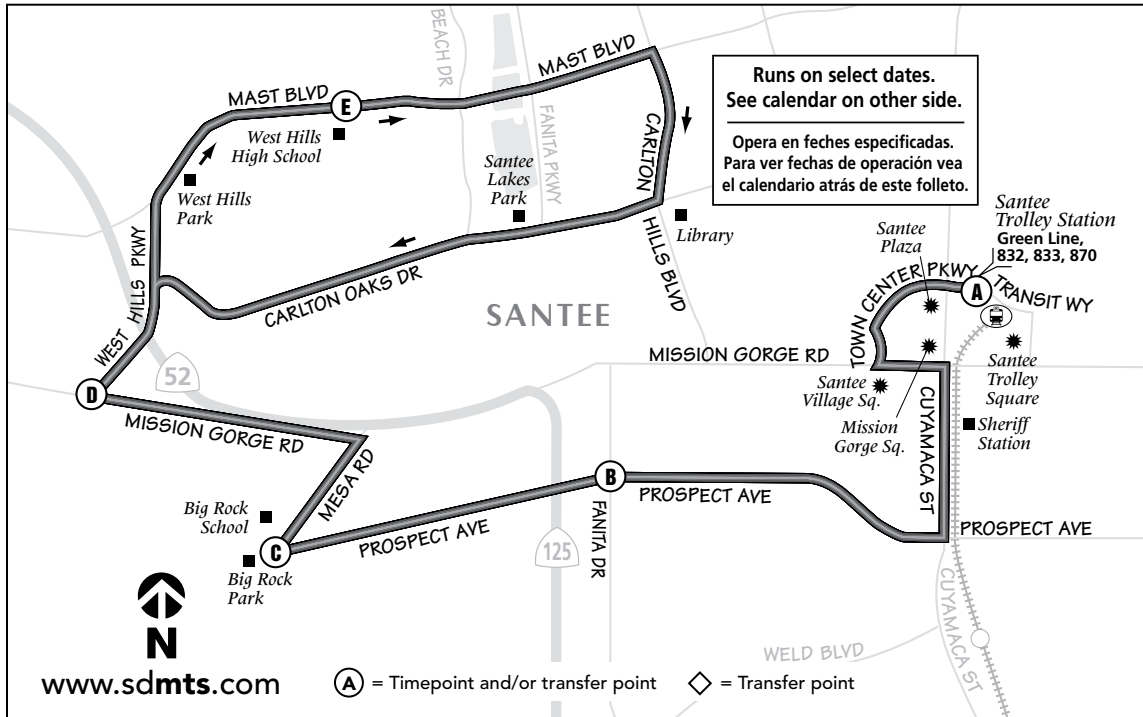 BEACH DR
MAST BLVD
MAST BLVD
E
West Hills
High School
FANITA PKWY
CARLTON
HILLS BLVD
Runs on select dates.
See calendar on other side.
Opera en feches especificadas.
Para ver fechas de operación vea
el calendario atrás de este folleto.
West Hills
Park
Santee
Lakes
Park
Library
Santee
Plaza
Santee
Trolley Station
Green Line,
832, 833, 870
WEST HILLS PKWY
CARLTON OAKS DR
SANTEE
TOWN CENTER PKWY
A
TRANSIT WY
MISSION GORGE RD
52
D
MISSION GORGE RD
Santee
Village Sq.
Mission
Gorge Sq.
Santee
Trolley
Square
CUYAMACA ST
Sheriff
Station
MESA RD
B
PROSPECT AVE
Big Rock
School
C
PROSPECT AVE
125
FANITA DR
PROSPECT AVE
Big Rock
Park
CUYAMACA ST
N
WELD BLVD
www.sdmts.com
A = Timepoint and/or transfer point
= Transfer point